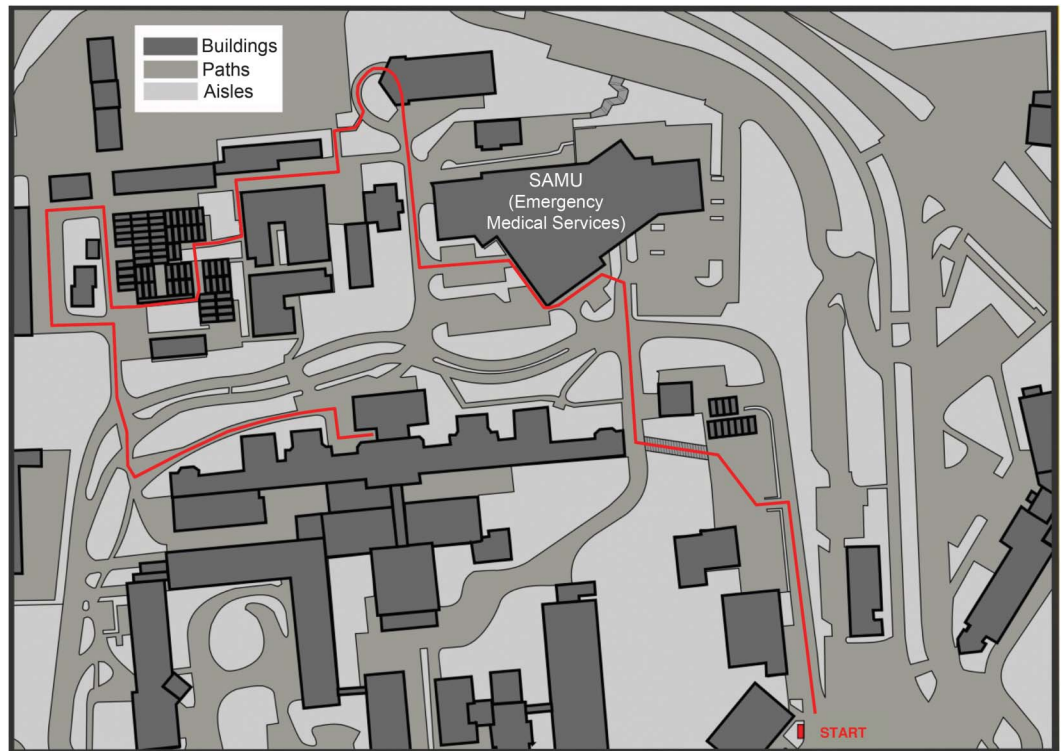 Buildings
Paths
Aisles
SAMU
(Emergency
Medical Services)
START